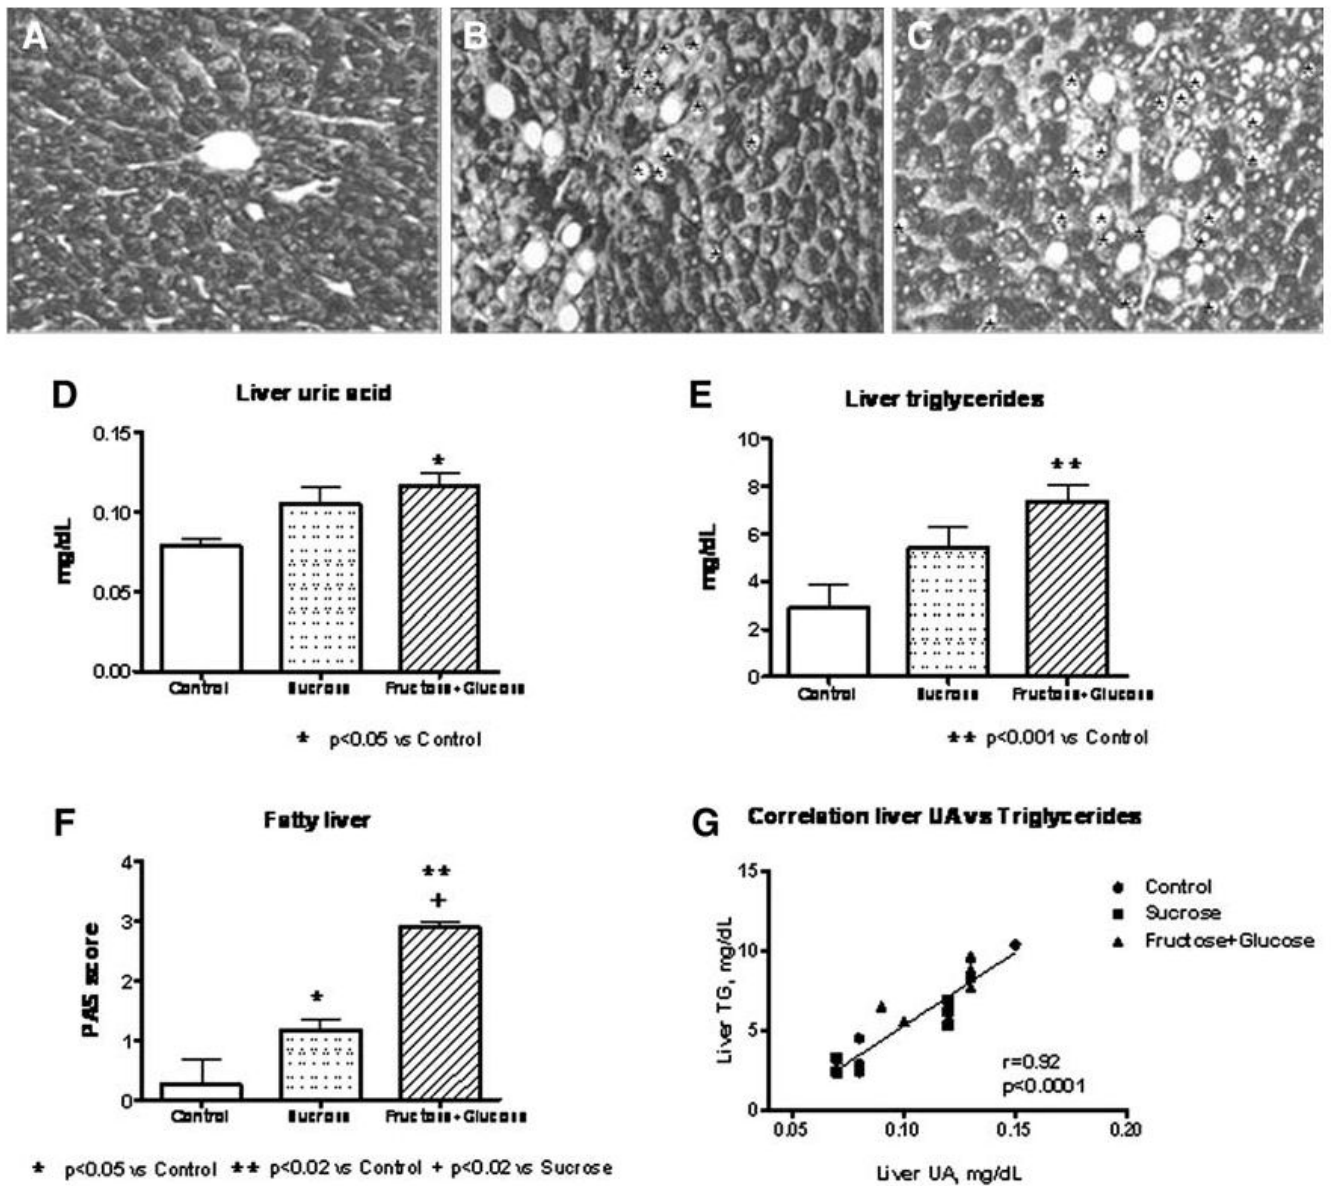 A
B
C
D
Liver uric acid
0.15
0.10
0.05
0.00
mg/dL
*
Control
Sucrose
Fructose+Glucose
* p<0.05 vs Control
E
Liver triglycerides
10
8
6
4
2
0
mg/dL
**
Control
Sucrose
Fructose+Glucose
** p<0.001 vs Control
F
Fatty liver
4
3
2
1
0
PAS score
*
**
+
Control
Sucrose
Fructose+Glucose
* p<0.05 vs Control ** p<0.02 vs Control + p<0.02 vs Sucrose
G
Correlation liver UA vs Triglycerides
15
10
5
0
Liver TG, mg/dL
Control
Sucrose
Fructose+Glucose
r=0.92
p<0.0001
0.05
0.10
0.15
0.20
Liver UA, mg/dL